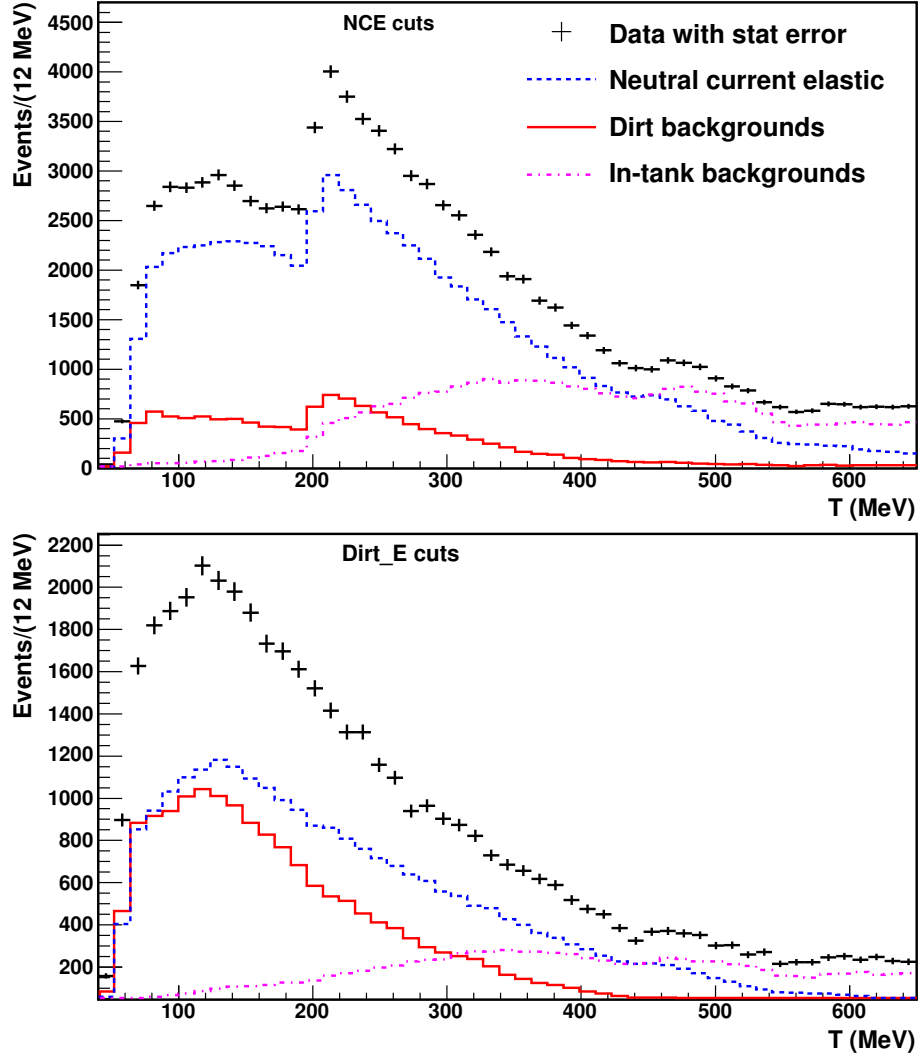 NCE cuts
Data with stat error
Neutral current elastic
Dirt backgrounds
In-tank backgrounds
Events/(12 MeV)
4500
4000
3500
3000
2500
2000
1500
1000
500
0
100 200 300 400 500 600
T (MeV)
Dirt_E cuts
Events/(12 MeV)
2200
2000
1800
1600
1400
1200
1000
800
600
400
200
100 200 300 400 500 600
T (MeV)